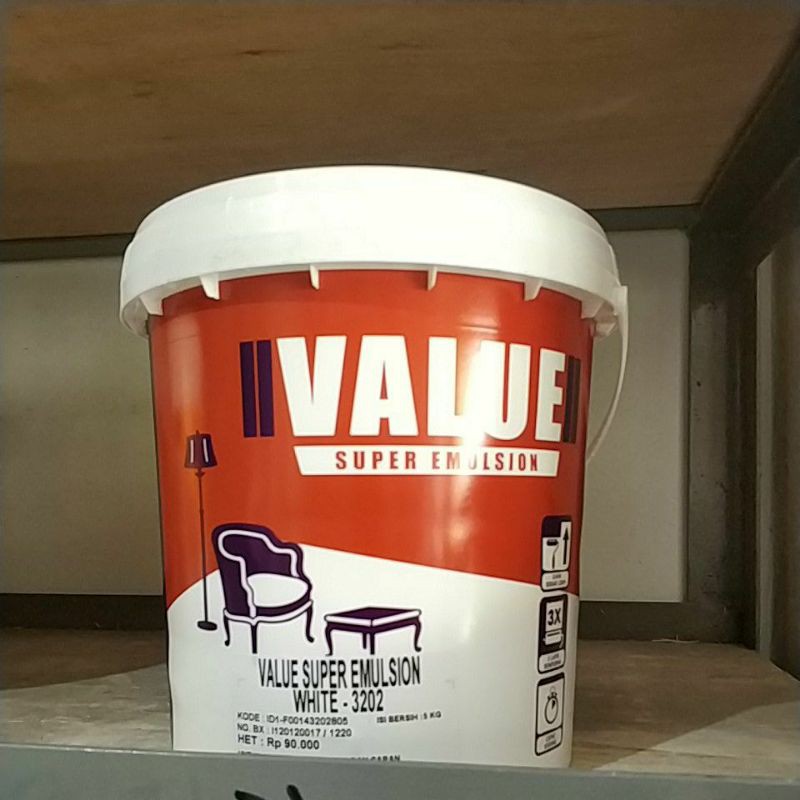 VALUE
SUPER EMULSION
3X
VALUE SUPER EMULSION
WHITE - 3202
KODE : ID1-F00143202805 ISI BERSIH : 5 KG
NO. BX : I120120017 / 1220
HET : Rp 90.000